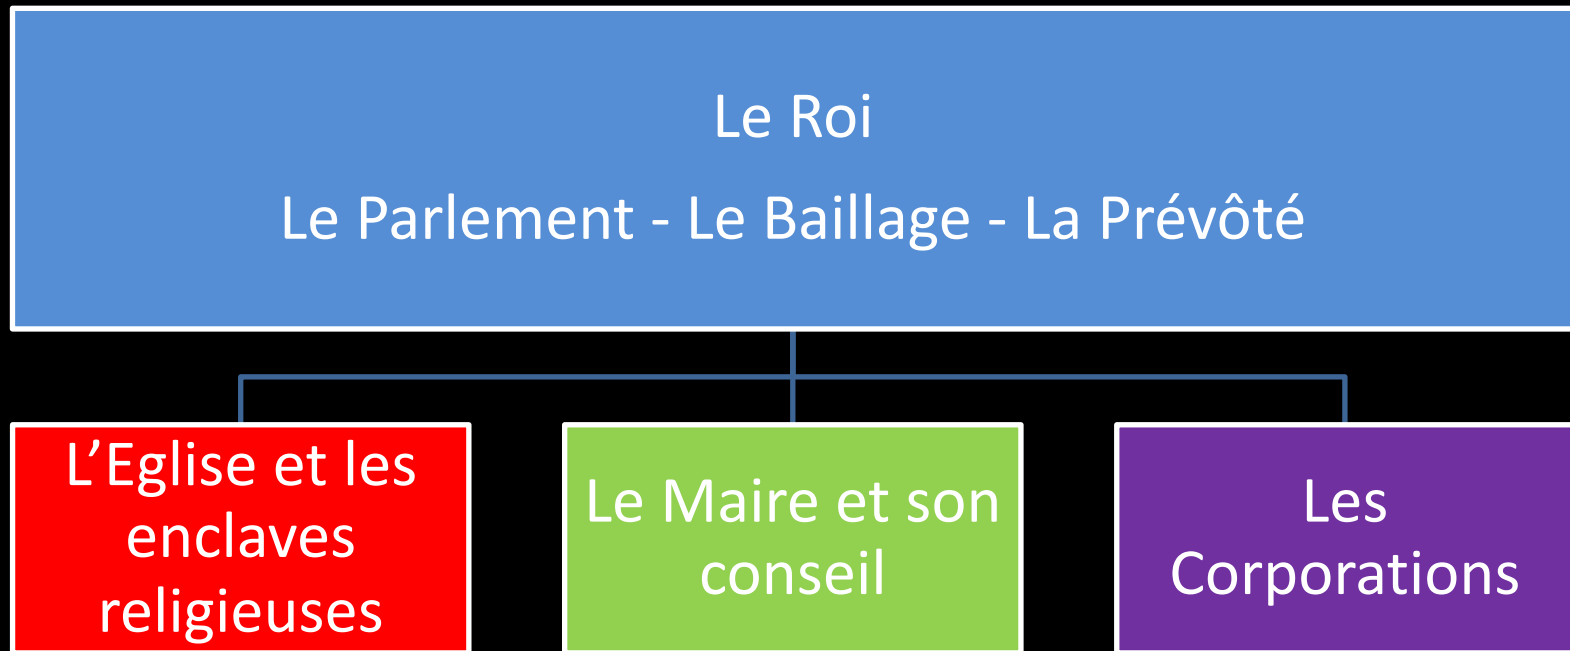 Le Roi
Le Parlement - Le Baillage - La Prévôté
L’Eglise et les
enclaves
religieuses
Le Maire et son
conseil
Les
Corporations